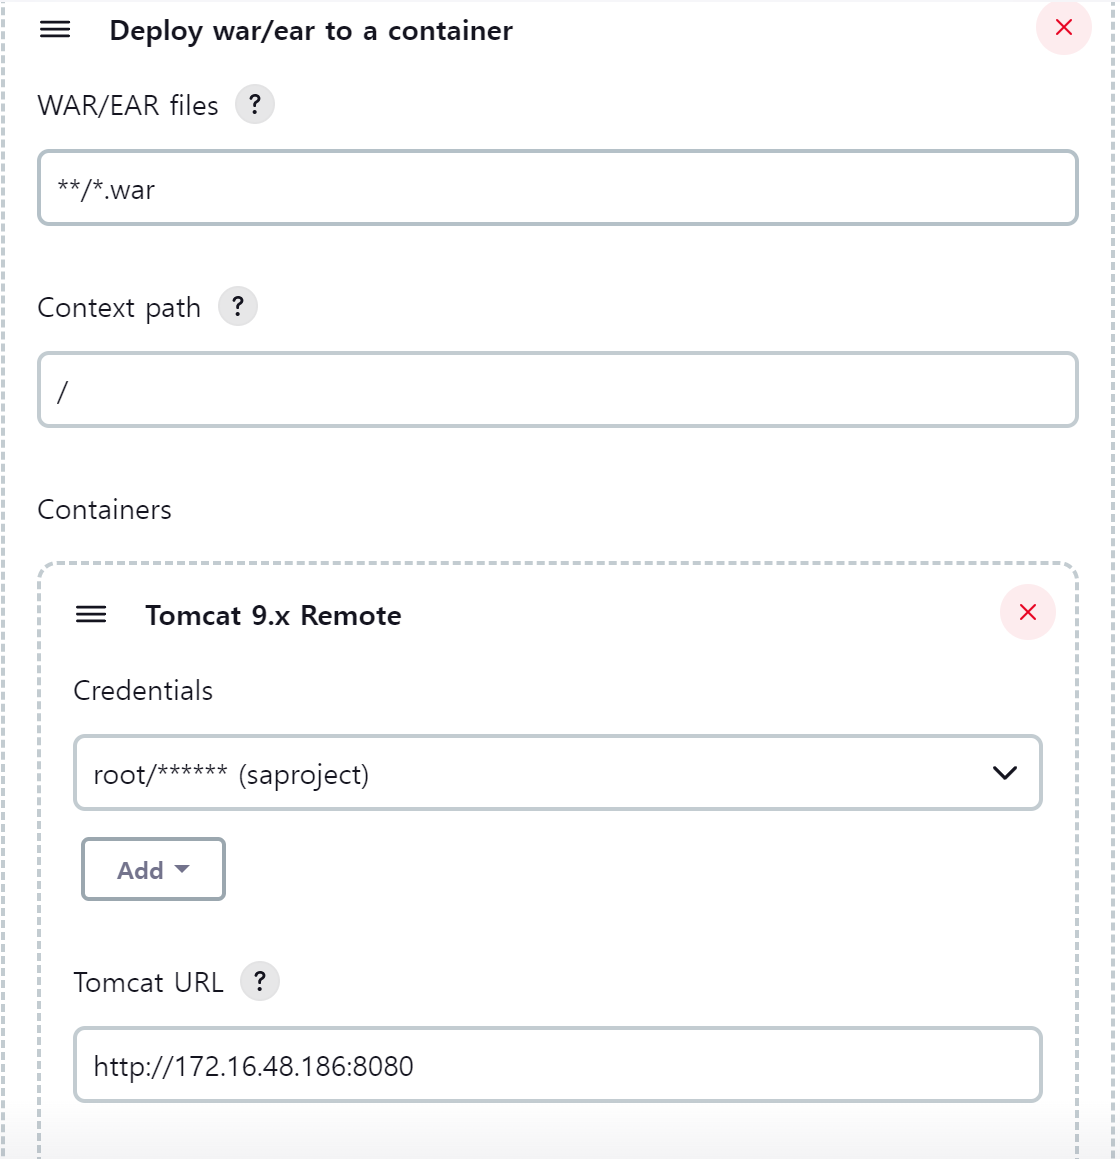 Deploy war/ear to a container
WAR/EAR files ?
**/*.war
Context path ?
/
Containers
Tomcat 9.x Remote
Credentials
root/****** (saproject)
Add
Tomcat URL ?
http://172.16.48.186:8080